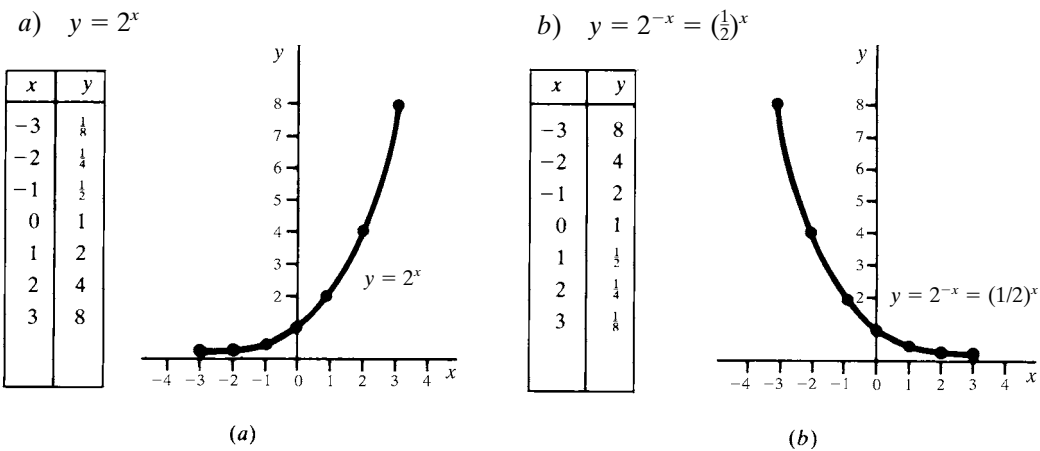 a) y = 2ˣ
x y
−3 ⅛
−2 ¼
−1 ½
0 1
1 2
2 4
3 8
y
8
7
6
5
4
3
2
y = 2ˣ
−4 −3 −2 −1 0 1 2 3 4 x
(a)
b) y = 2⁻ˣ = (½)ˣ
x y
−3 8
−2 4
−1 2
0 1
1 ½
2 ¼
3 ⅛
y
8
7
6
5
4
3
2
y = 2⁻ˣ = (1/2)ˣ
−4 −3 −2 −1 0 1 2 3 4 x
(b)